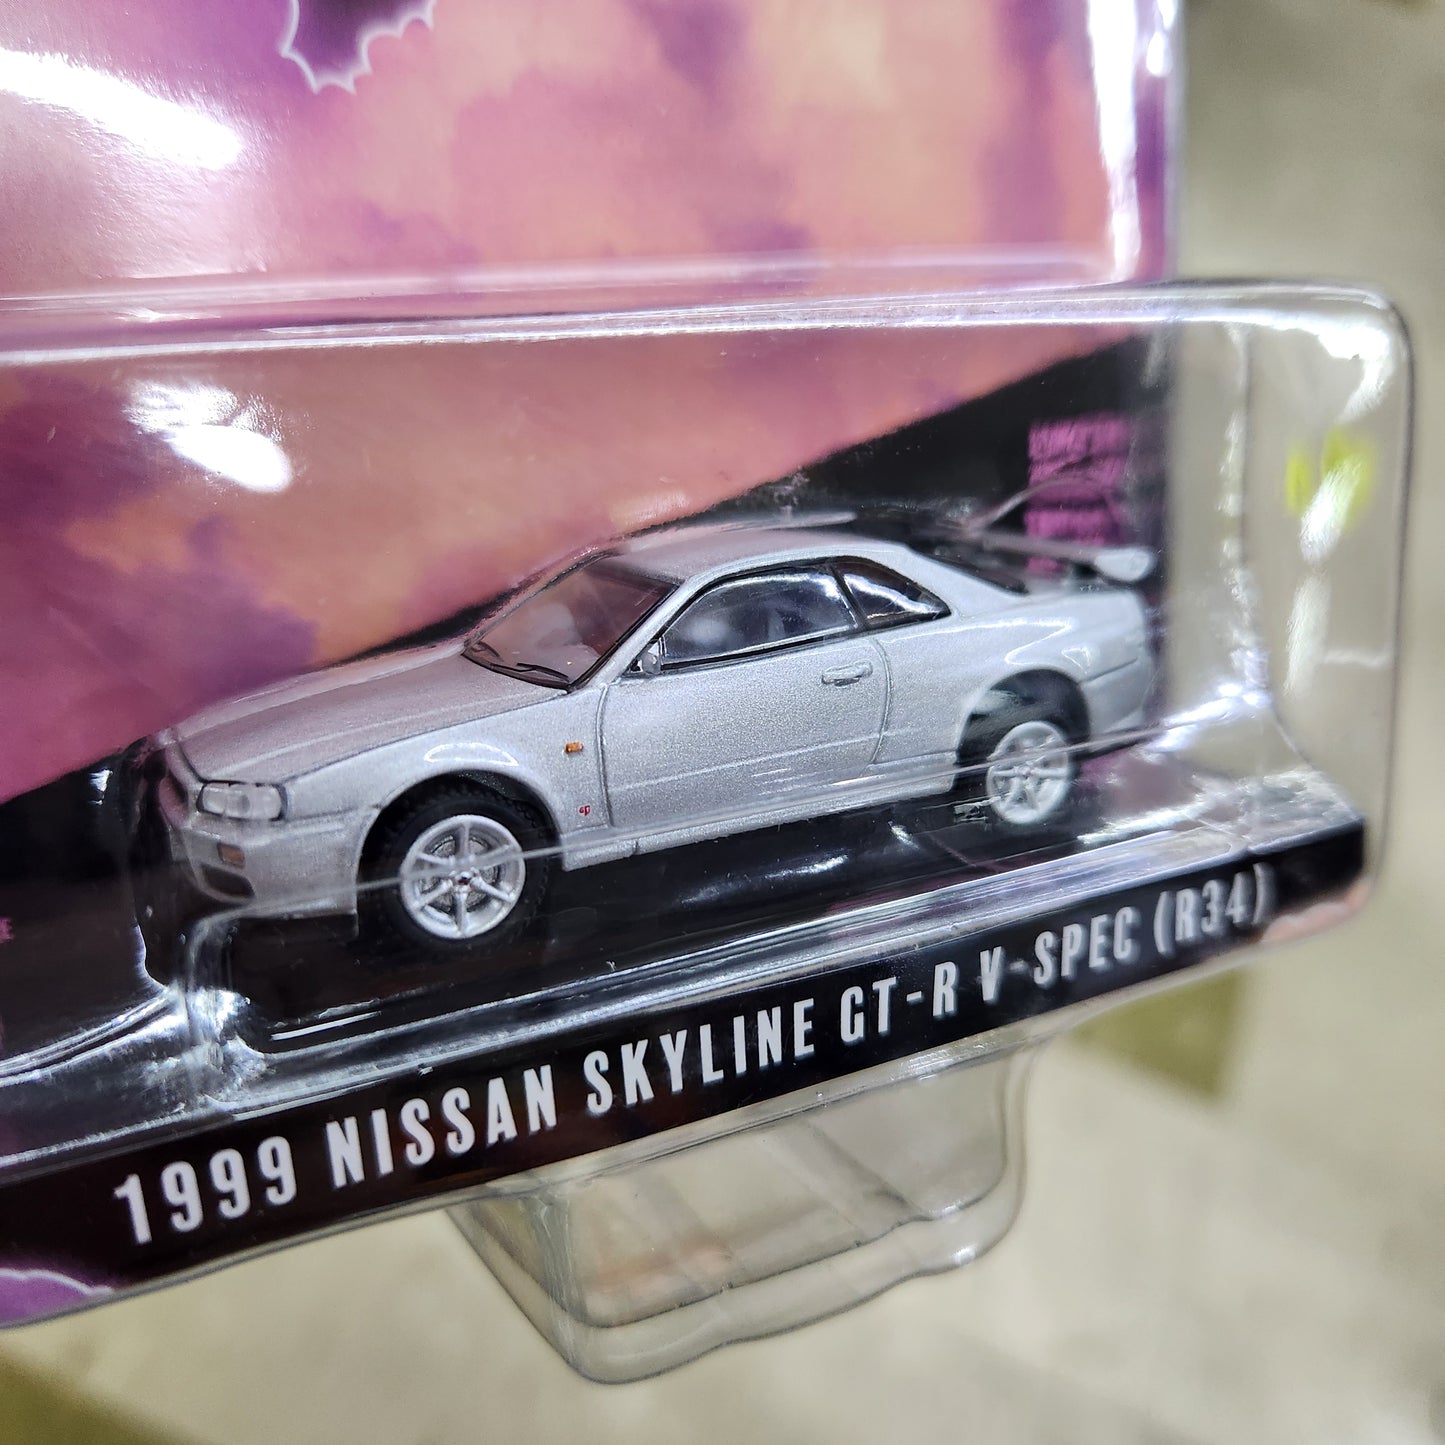 1999 NISSAN SKYLINE GT-R V-SPEC (R34)